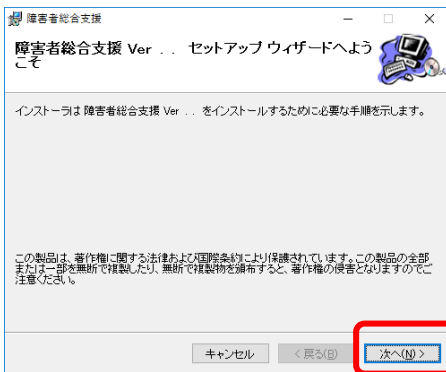 障害者総合支援
障害者総合支援 Ver . . セットアップ ウィザードへよう
こそ
インストーラは 障害者総合支援 Ver . . をインストールするために必要な手順を示します。
この製品は、著作権に関する法律および国際条約により保護されています。この製品の全部
または一部を無断で複製したり、無断で複製物を頒布すると、著作権の侵害となりますのでご
注意ください。
キャンセル
< 戻る(B)
次へ(N) >